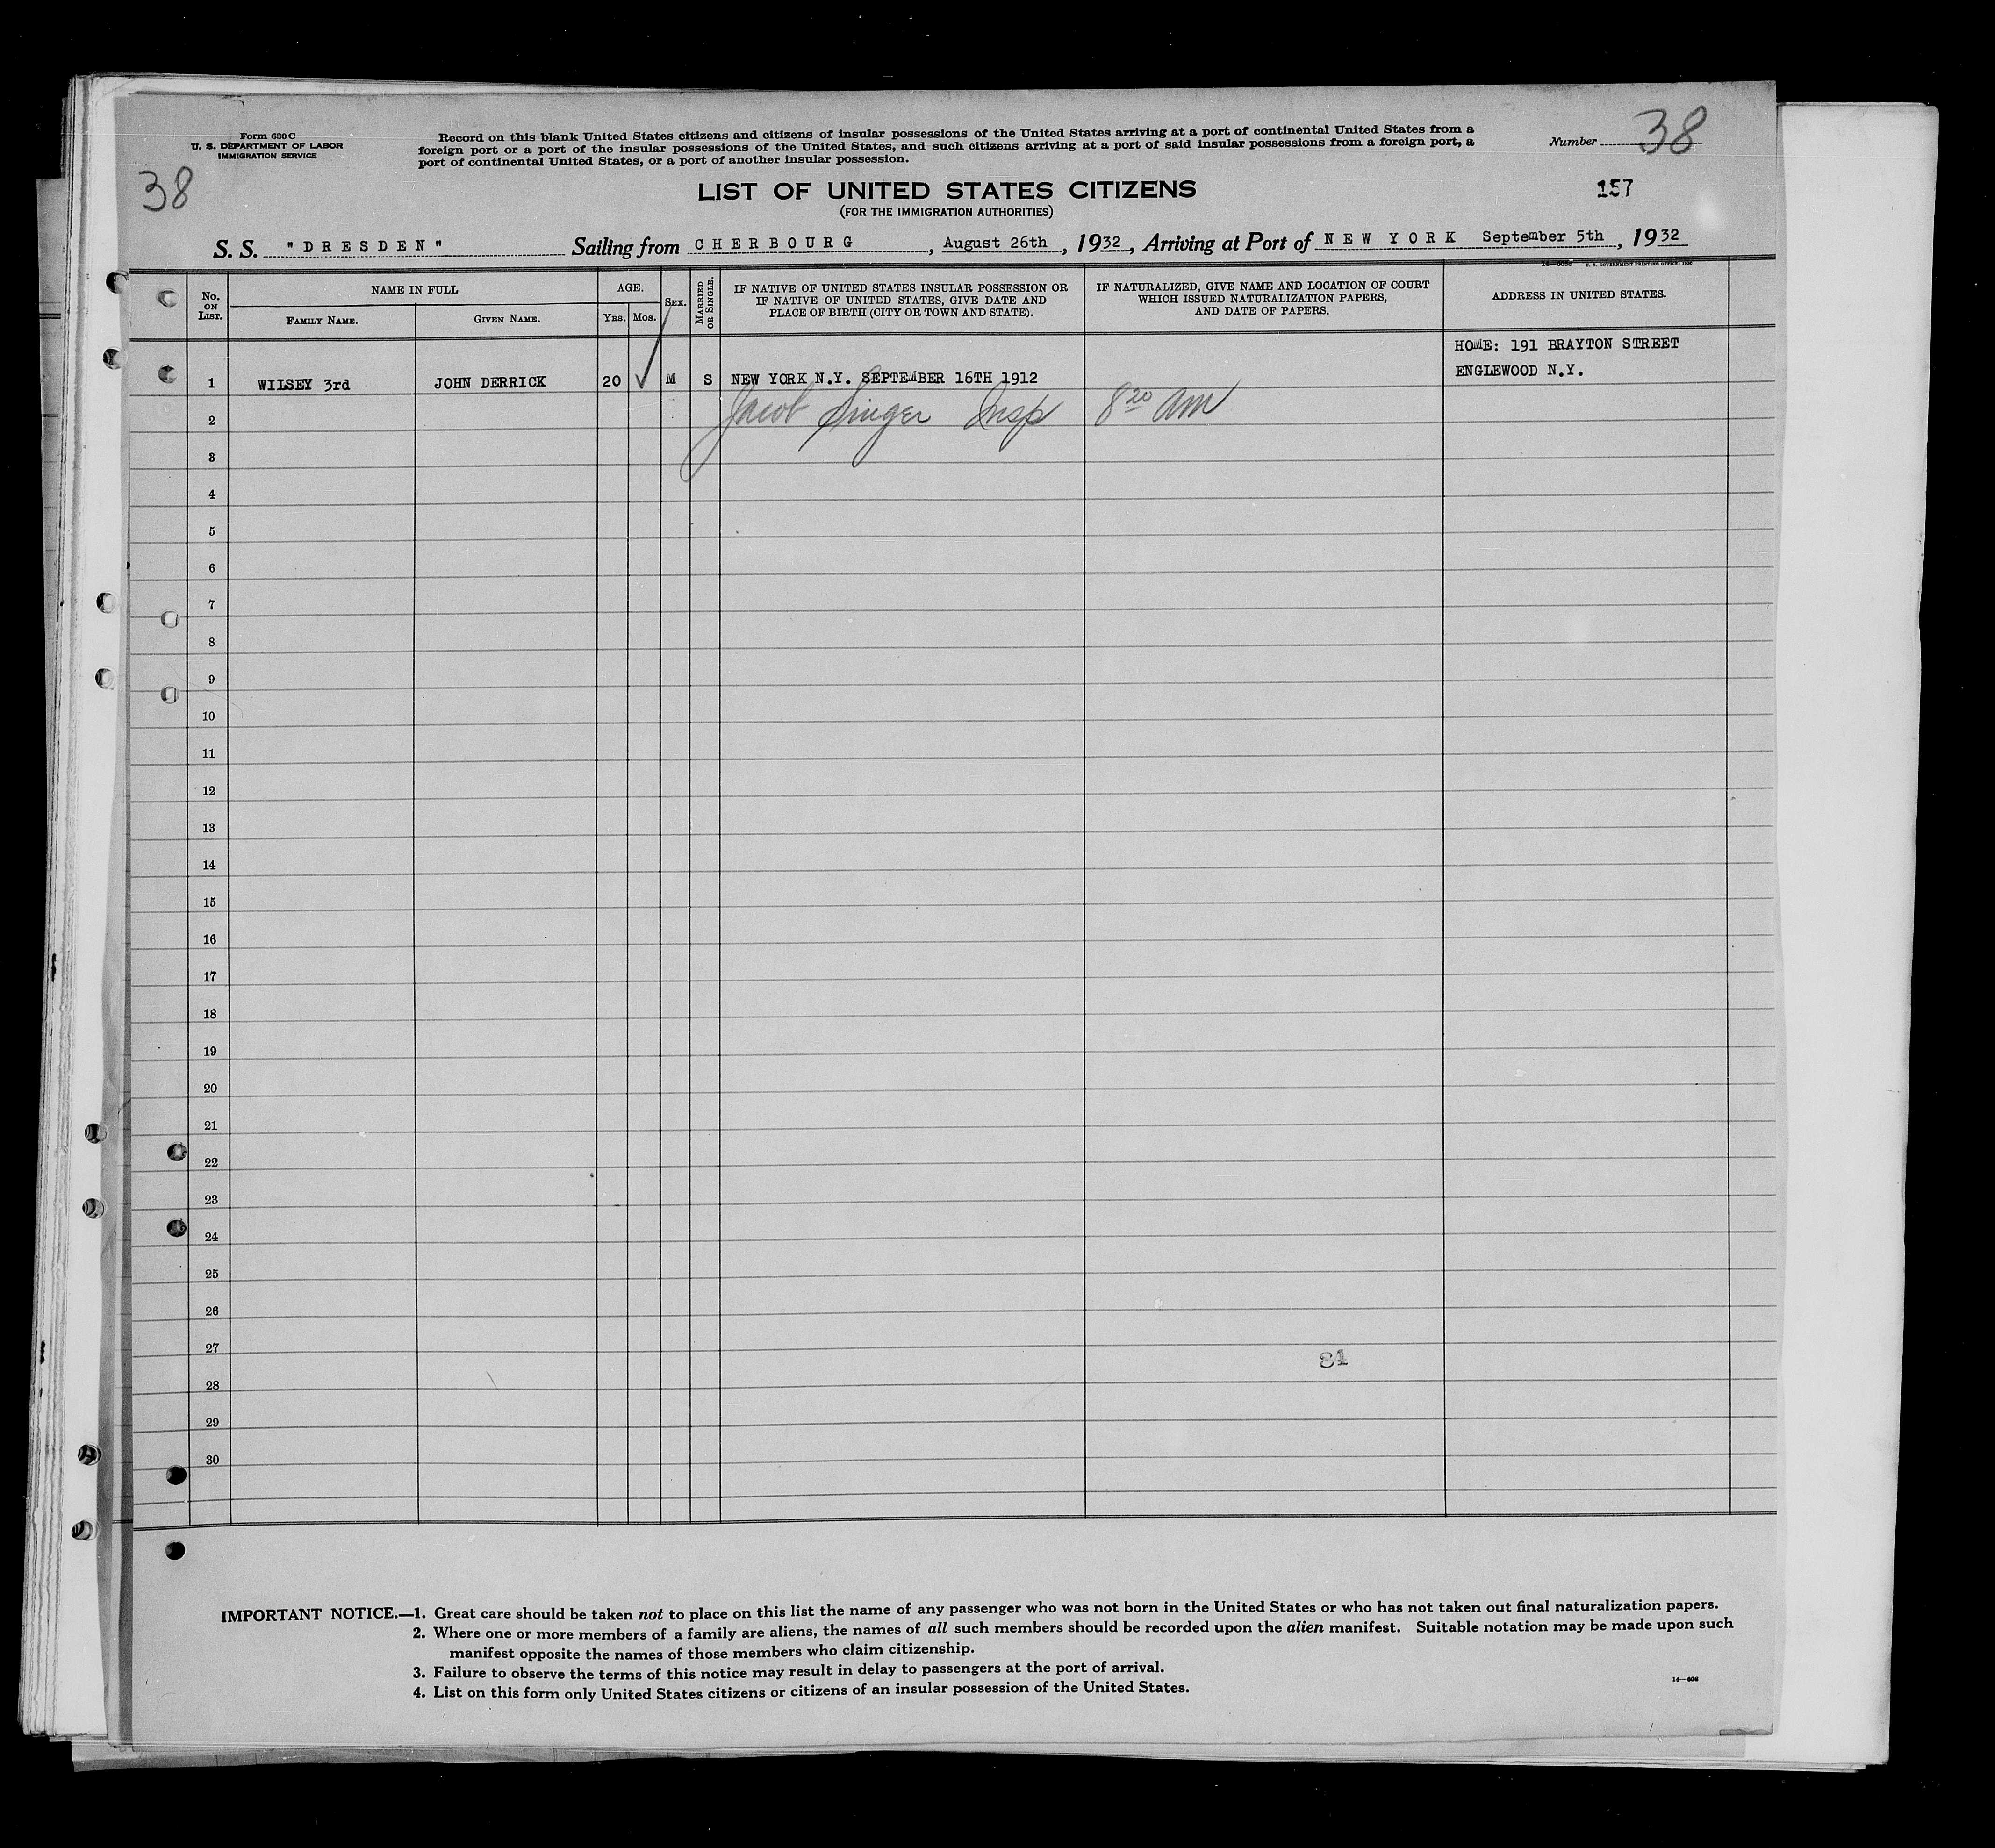 Form 630 C
U. S. DEPARTMENT OF LABOR
IMMIGRATION SERVICE
38
Record on this blank United States citizens and citizens of insular possessions of the United States arriving at a port of continental United States from a
foreign port or a port of the insular possessions of the United States, and such citizens arriving at a port of said insular possessions from a foreign port, a
port of continental United States, or a port of another insular possession.
Number 38
LIST OF UNITED STATES CITIZENS
(FOR THE IMMIGRATION AUTHORITIES)
157
S. S. "DRESDEN" Sailing from CHERBOURG, August 26th, 1932, Arriving at Port of NEW YORK September 5th, 1932
No. ON LIST.
NAME IN FULL
FAMILY NAME.
GIVEN NAME.
AGE.
YRS.
MOS.
SEX.
MARRIED OR SINGLE.
IF NATIVE OF UNITED STATES INSULAR POSSESSION OR
IF NATIVE OF UNITED STATES, GIVE DATE AND
PLACE OF BIRTH (CITY OR TOWN AND STATE).
IF NATURALIZED, GIVE NAME AND LOCATION OF COURT
WHICH ISSUED NATURALIZATION PAPERS,
AND DATE OF PAPERS.
ADDRESS IN UNITED STATES.
HOME: 191 BRAYTON STREET
ENGLEWOOD N.Y.
1 WILSEY 3rd JOHN DERRICK 20 ✓ M S NEW YORK N.Y. SEPTEMBER 16TH 1912
Jacob Singer Insp 8 20 am
2
3
4
5
6
7
8
9
10
11
12
13
14
15
16
17
18
19
20
21
22
23
24
25
26
27
28
29
30
IMPORTANT NOTICE.—1. Great care should be taken not to place on this list the name of any passenger who was not born in the United States or who has not taken out final naturalization papers.
2. Where one or more members of a family are aliens, the names of all such members should be recorded upon the alien manifest. Suitable notation may be made upon such
manifest opposite the names of those members who claim citizenship.
3. Failure to observe the terms of this notice may result in delay to passengers at the port of arrival.
4. List on this form only United States citizens or citizens of an insular possession of the United States.